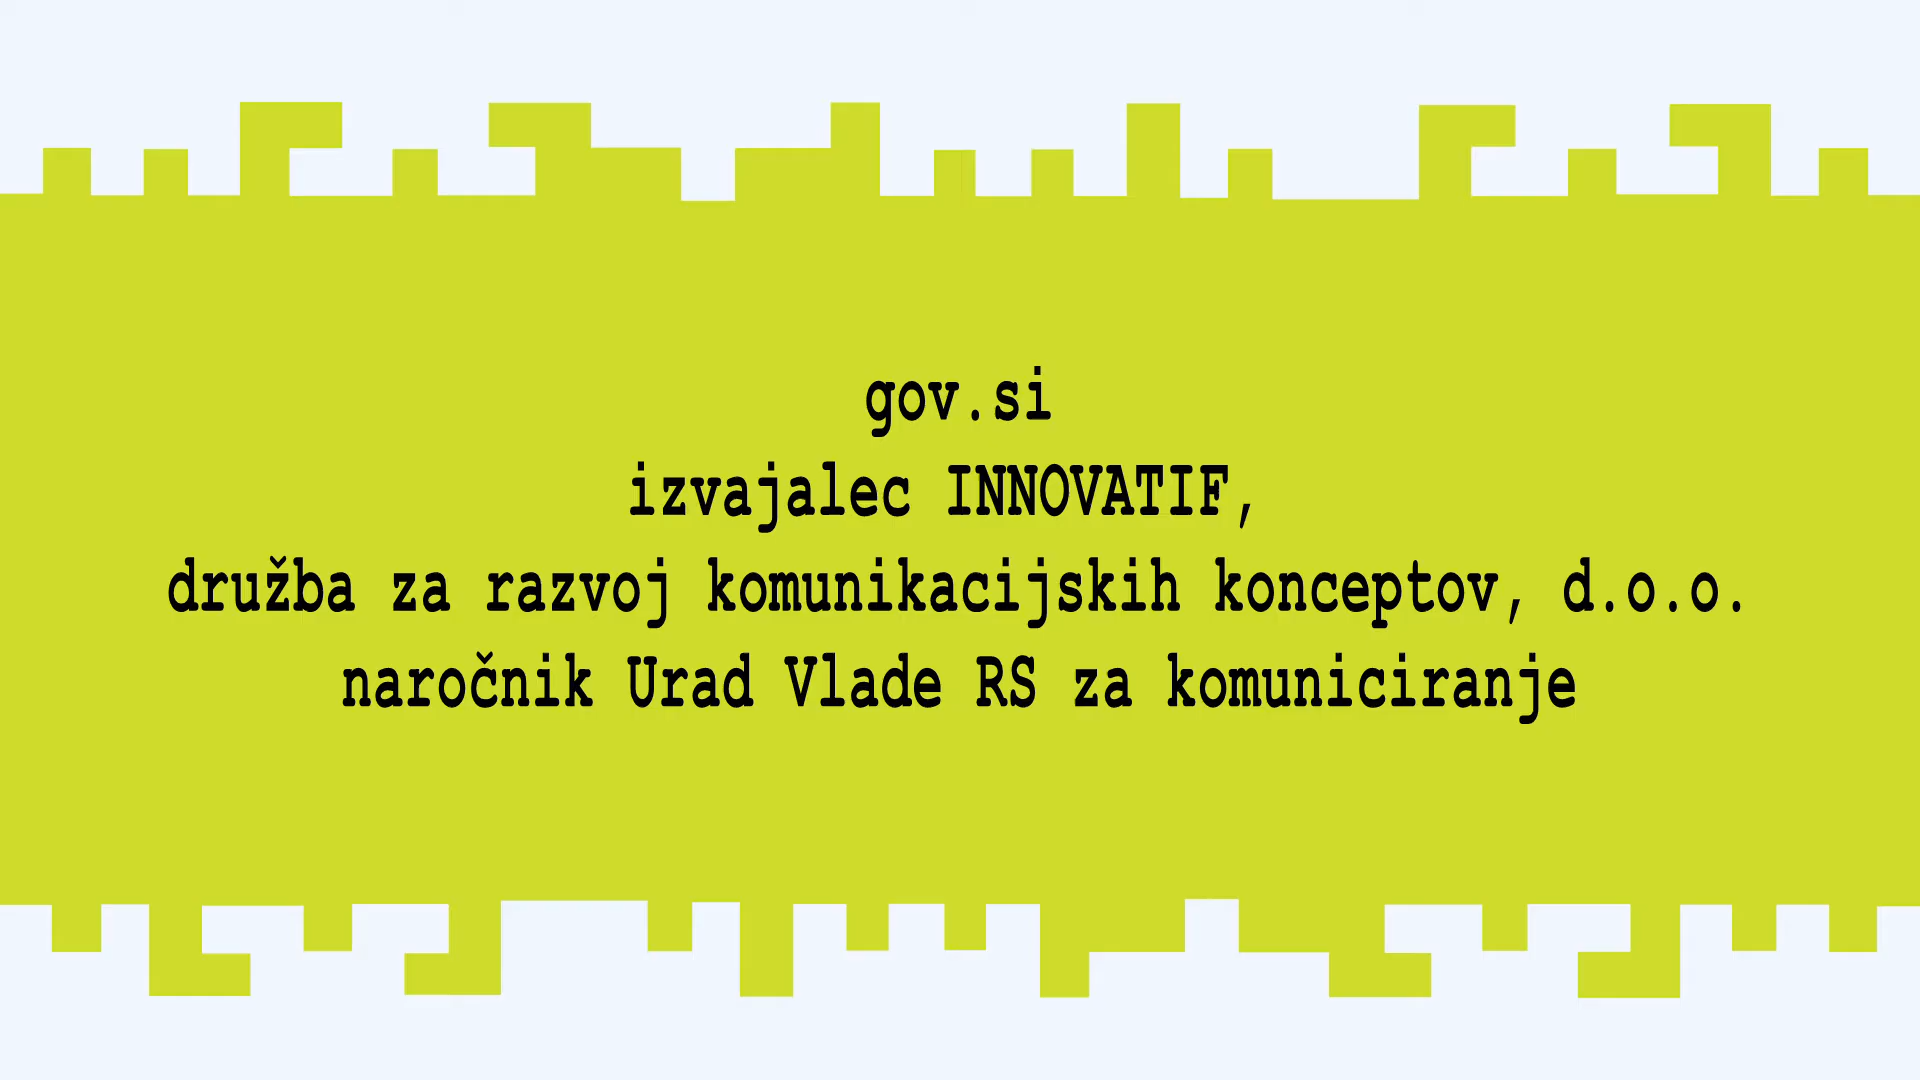 gov.si
izvajalec INNOVATIF,
družba za razvoj komunikacijskih konceptov, d.o.o.
naročnik Urad Vlade RS za komuniciranje